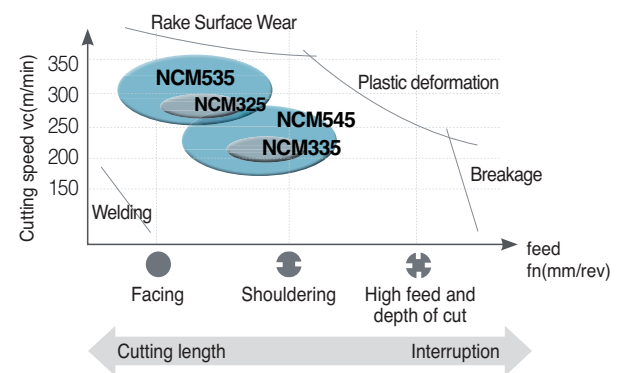 Rake Surface Wear
Cutting speed vc(m/min)
350
300
250
200
150
NCM535
NCM325
NCM545
NCM335
Plastic deformation
Breakage
Welding
feed
fn(mm/rev)
Facing
Shouldering
High feed and
depth of cut
Cutting length
Interruption